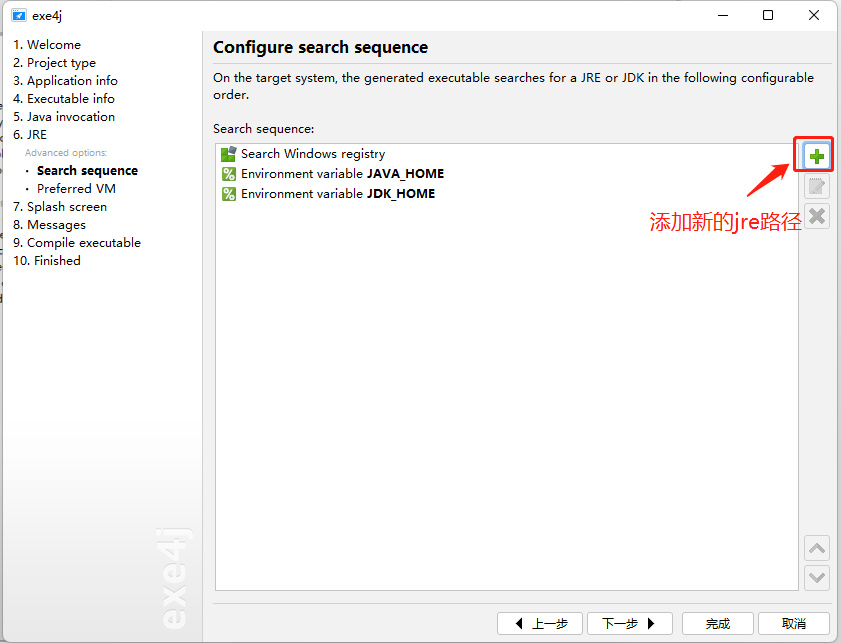 exe4j
1. Welcome
2. Project type
3. Application info
4. Executable info
5. Java invocation
6. JRE
Advanced options:
· Search sequence
· Preferred VM
7. Splash screen
8. Messages
9. Compile executable
10. Finished
exe4j
Configure search sequence
On the target system, the generated executable searches for a JRE or JDK in the following configurable
order.
Search sequence:
Search Windows registry
Environment variable JAVA_HOME
Environment variable JDK_HOME
添加新的jre路径
上一步
下一步
完成
取消